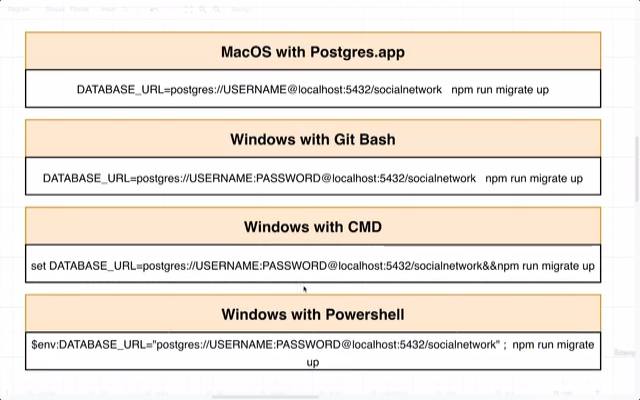 MacOS with Postgres.app
DATABASE_URL=postgres://USERNAME@localhost:5432/socialnetwork   npm run migrate up
Windows with Git Bash
DATABASE_URL=postgres://USERNAME:PASSWORD@localhost:5432/socialnetwork   npm run migrate up
Windows with CMD
set DATABASE_URL=postgres://USERNAME:PASSWORD@localhost:5432/socialnetwork&&npm run migrate up
Windows with Powershell
$env:DATABASE_URL="postgres://USERNAME:PASSWORD@localhost:5432/socialnetwork" ;  npm run migrate
up